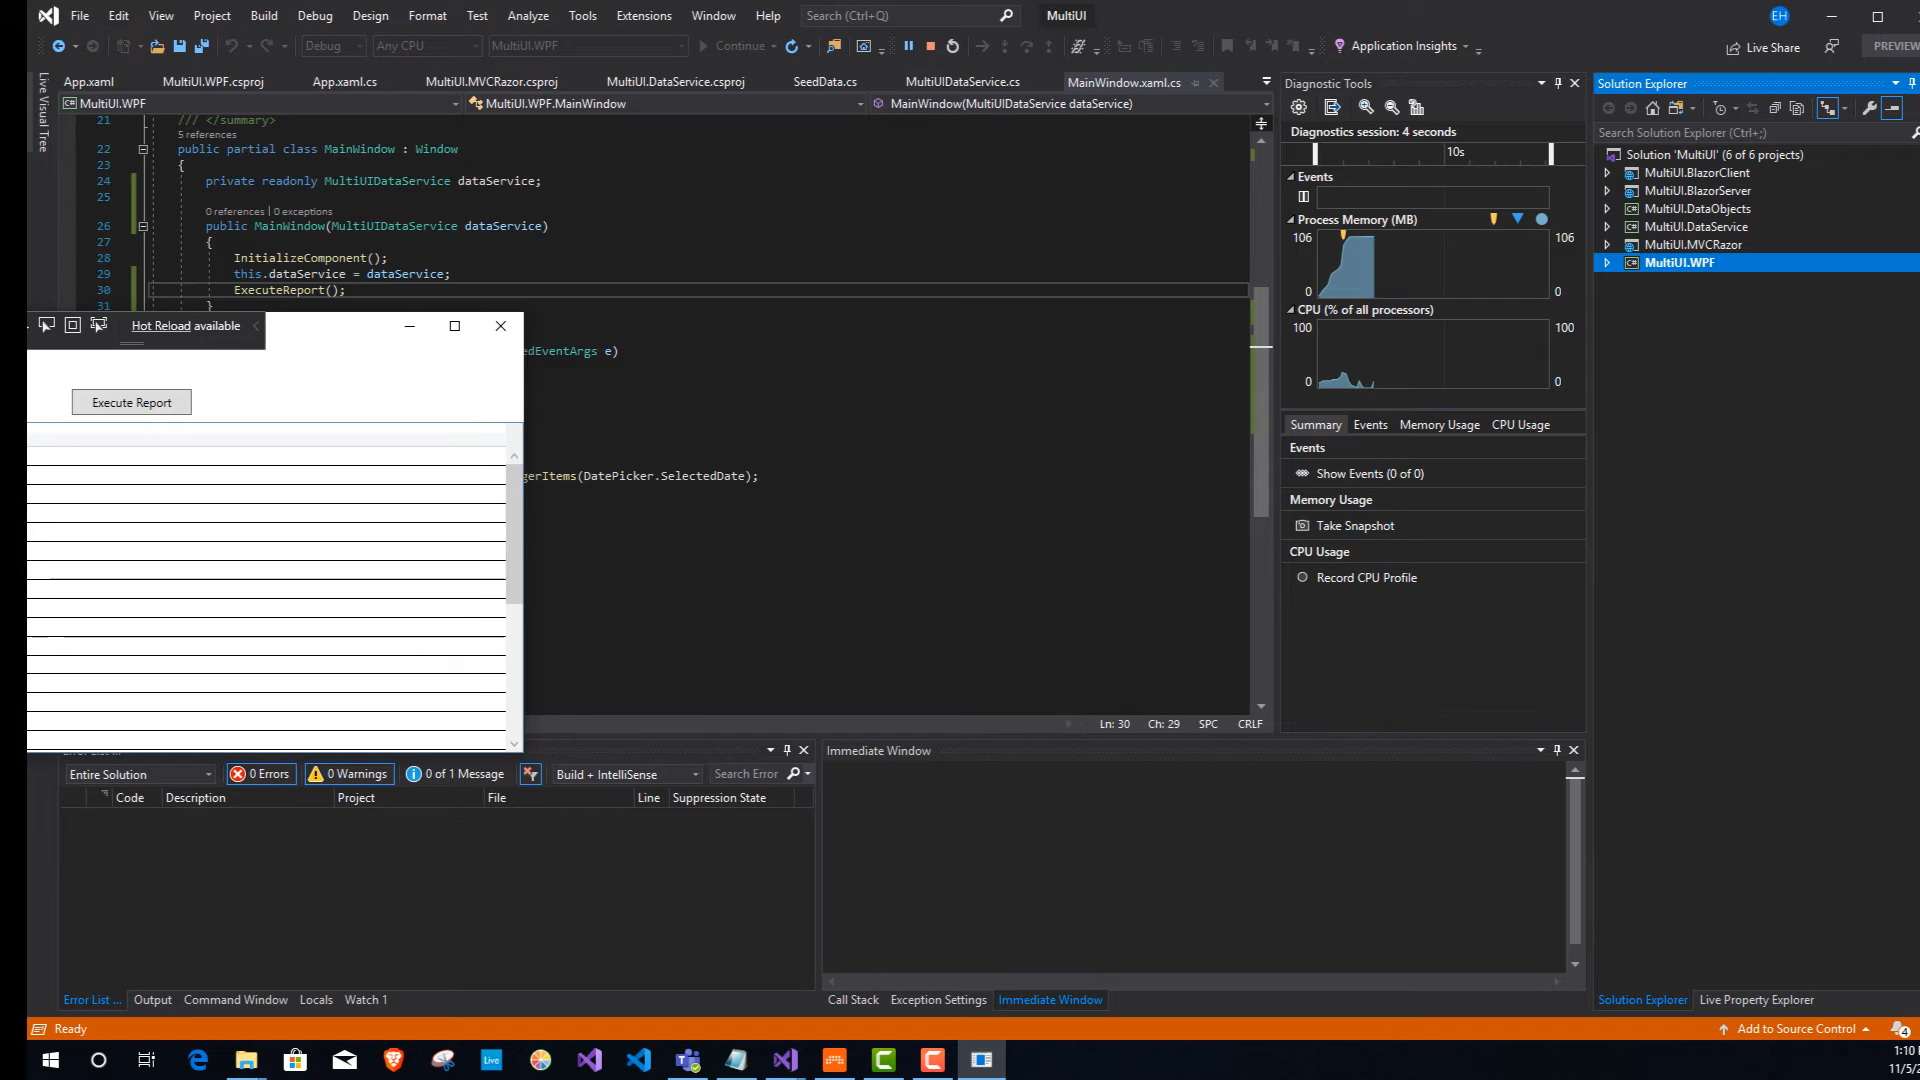 File Edit View Project Build Debug Design Format Test Analyze Tools Extensions Window Help Search (Ctrl+Q) MultiUI EH
Debug Any CPU MultiUI.WPF Continue Application Insights Live Share PREVIEW
Live Visual Tree
App.xaml MultiUI.WPF.csproj App.xaml.cs MultiUI.MVCRazor.csproj MultiUI.DataService.csproj SeedData.cs MultiUIDataService.cs MainWindow.xaml.cs
MultiUI.WPF MultiUI.WPF.MainWindow MainWindow(MultiUIDataService dataService)
21 /// </summary>
5 references
22 public partial class MainWindow : Window
23 {
24 private readonly MultiUIDataService dataService;
25
0 references | 0 exceptions
26 public MainWindow(MultiUIDataService dataService)
27 {
28 InitializeComponent();
29 this.dataService = dataService;
30 ExecuteReport();
31 }
Hot Reload available
edEventArgs e)
Execute Report
gerItems(DatePicker.SelectedDate);
Ln: 30 Ch: 29 SPC CRLF
Diagnostic Tools
Diagnostics session: 4 seconds
10s
Events
Process Memory (MB)
106 106
0 0
CPU (% of all processors)
100 100
0 0
Summary Events Memory Usage CPU Usage
Events
Show Events (0 of 0)
Memory Usage
Take Snapshot
CPU Usage
Record CPU Profile
Solution Explorer
Search Solution Explorer (Ctrl+;)
Solution 'MultiUI' (6 of 6 projects)
MultiUI.BlazorClient
MultiUI.BlazorServer
MultiUI.DataObjects
MultiUI.DataService
MultiUI.MVCRazor
MultiUI.WPF
Entire Solution 0 Errors 0 Warnings 0 of 1 Message Build + IntelliSense Search Error
Code Description Project File Line Suppression State
Error List ... Output Command Window Locals Watch 1
Immediate Window
Call Stack Exception Settings Immediate Window
Solution Explorer Live Property Explorer
Ready Add to Source Control 4
Live
1:10
11/5/2